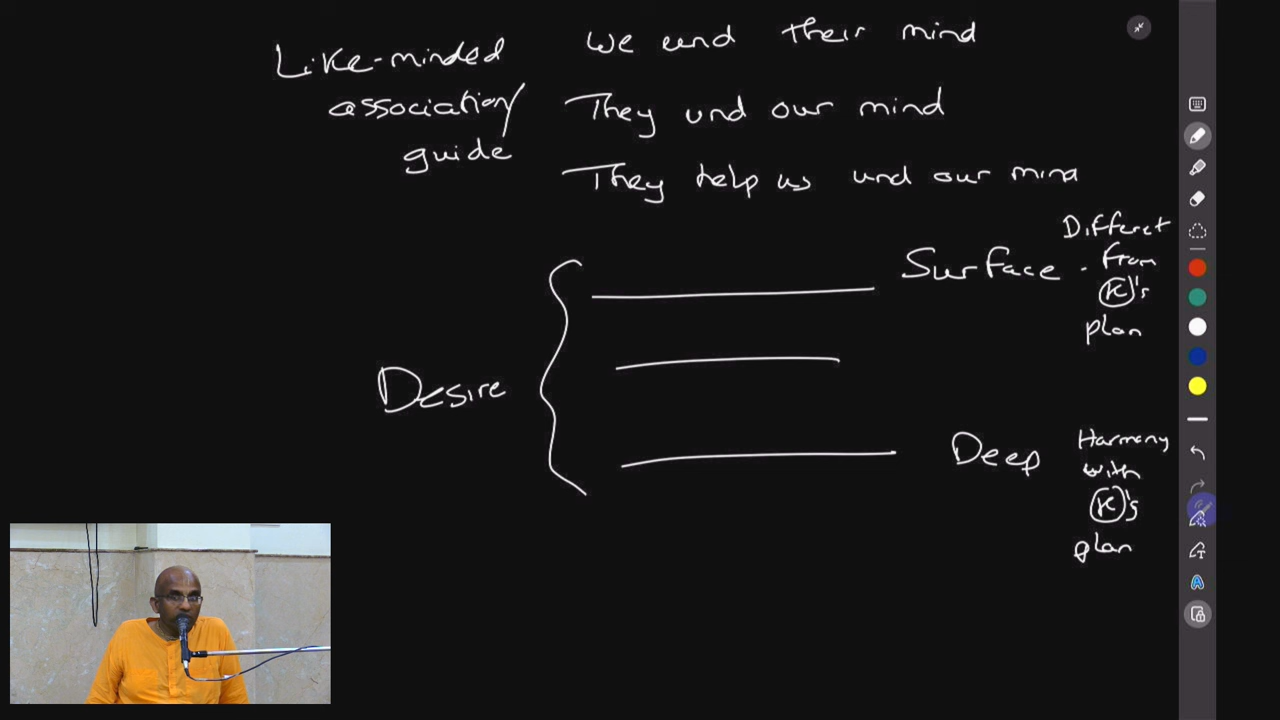 Like-minded
association/
guide
We und their mind
They und our mind
They help us und our mind
Desire
Surface
Differet
from
K's
plan
Deep
Harmony
with
K's
plan